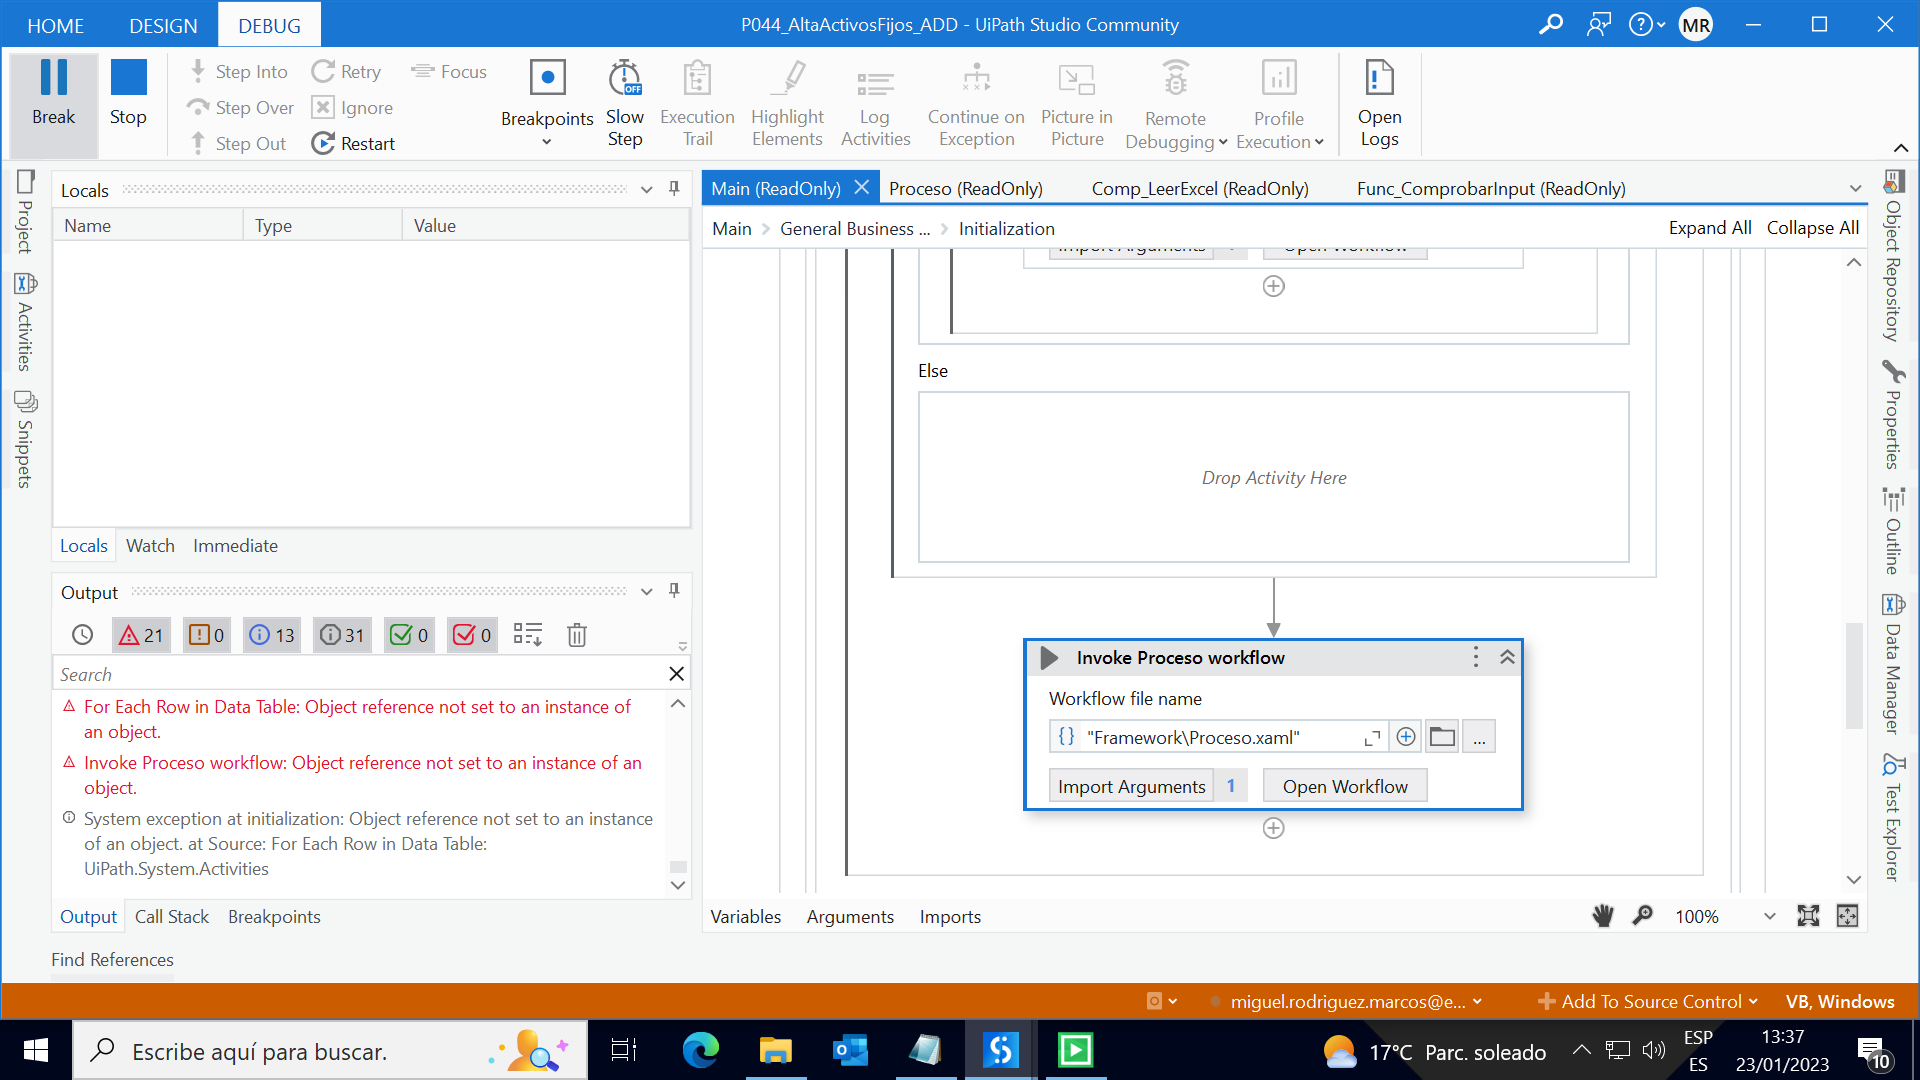 HOME DESIGN DEBUG P044_AltaActivosFijos_ADD - UiPath Studio Community MR
Break
Stop
Step Into
Step Over
Step Out
Retry
Ignore
Restart
Focus
Breakpoints
Slow
Step
Execution
Trail
Highlight
Elements
Log
Activities
Continue on
Exception
Picture in
Picture
Remote
Debugging
Profile
Execution
Open
Logs
OFF
Project
Activities
Snippets
Locals
Name Type Value
Locals Watch Immediate
Output
21 0 13 31 0 0
Search
For Each Row in Data Table: Object reference not set to an instance of
an object.
Invoke Proceso workflow: Object reference not set to an instance of an
object.
System exception at initialization: Object reference not set to an instance
of an object. at Source: For Each Row in Data Table:
UiPath.System.Activities
Output Call Stack Breakpoints
Find References
Main (ReadOnly) Proceso (ReadOnly) Comp_LeerExcel (ReadOnly) Func_ComprobarInput (ReadOnly)
Main General Business ... Initialization Expand All Collapse All
Import Arguments Open Workflow
Else
Drop Activity Here
Invoke Proceso workflow
Workflow file name
"Framework\Proceso.xaml" ...
Import Arguments 1 Open Workflow
Variables Arguments Imports 100%
Object Repository
Properties
Outline
Data Manager
Test Explorer
miguel.rodriguez.marcos@e... Add To Source Control VB, Windows
Escribe aquí para buscar.
17°C Parc. soleado
ESP
ES
13:37
23/01/2023
10